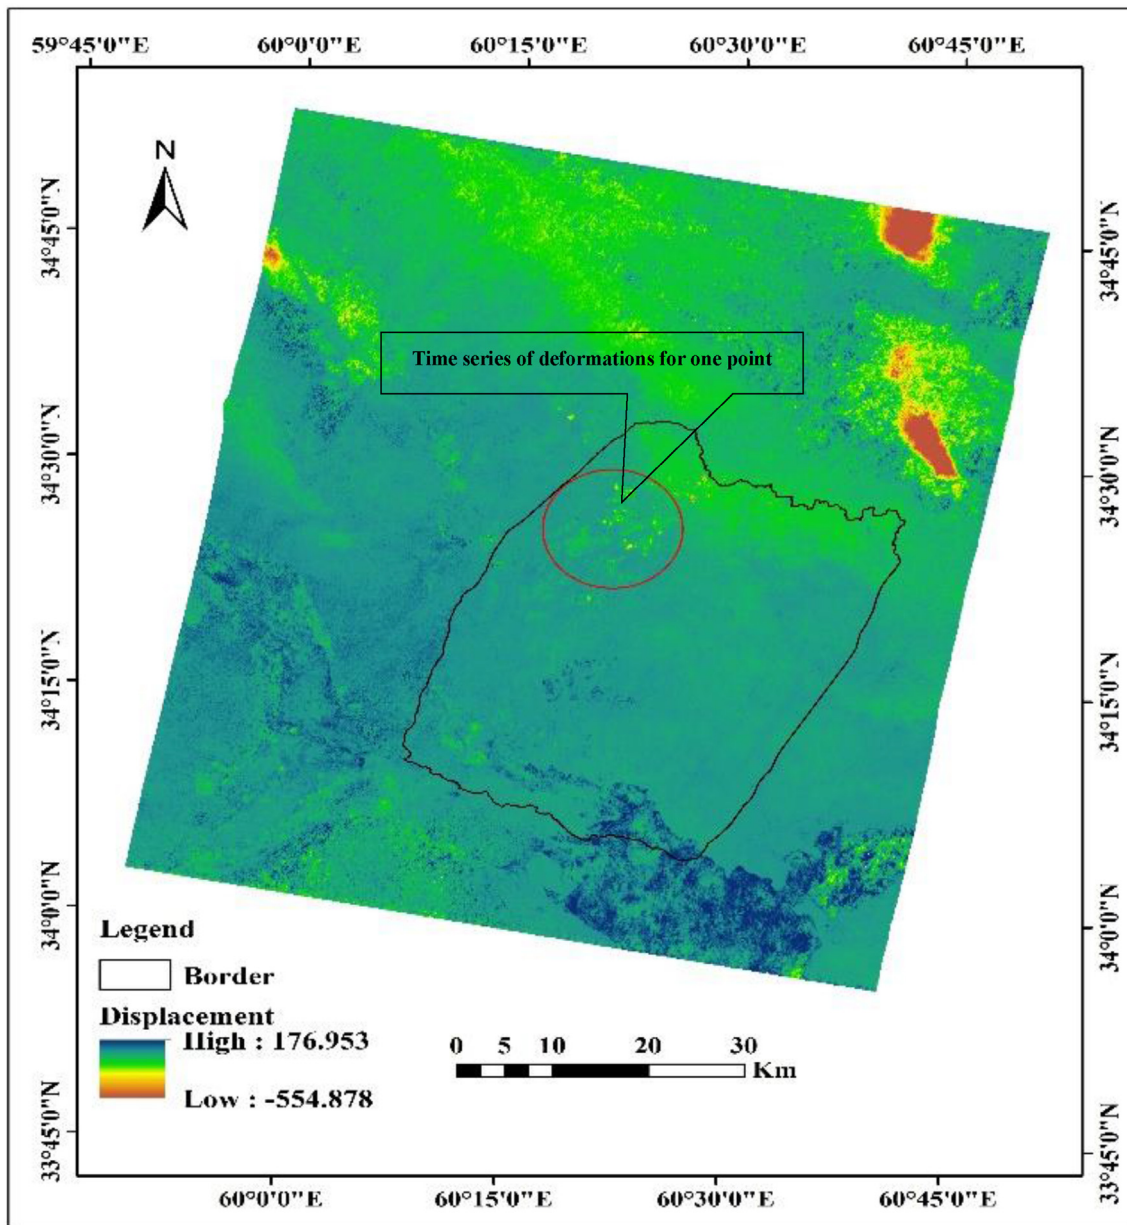 59°45'0"E 60°0'0"E 60°15'0"E 60°30'0"E 60°45'0"E
N
34°45'0"N
34°45'0"N
Time series of deformations for one point
34°30'0"N
34°30'0"N
34°15'0"N
34°15'0"N
34°0'0"N
34°0'0"N
Legend
Border
Displacement
High : 176.953
Low : -554.878
0 5 10 20 30
Km
33°45'0"N
33°45'0"N
60°0'0"E 60°15'0"E 60°30'0"E 60°45'0"E